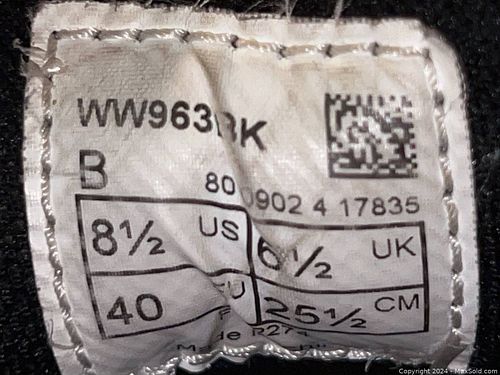 WW963BK
B
80 0902 4 17835
8½ US 6½ UK
40 EU 25½ CM
Copyright 2024 - MaxSold.com